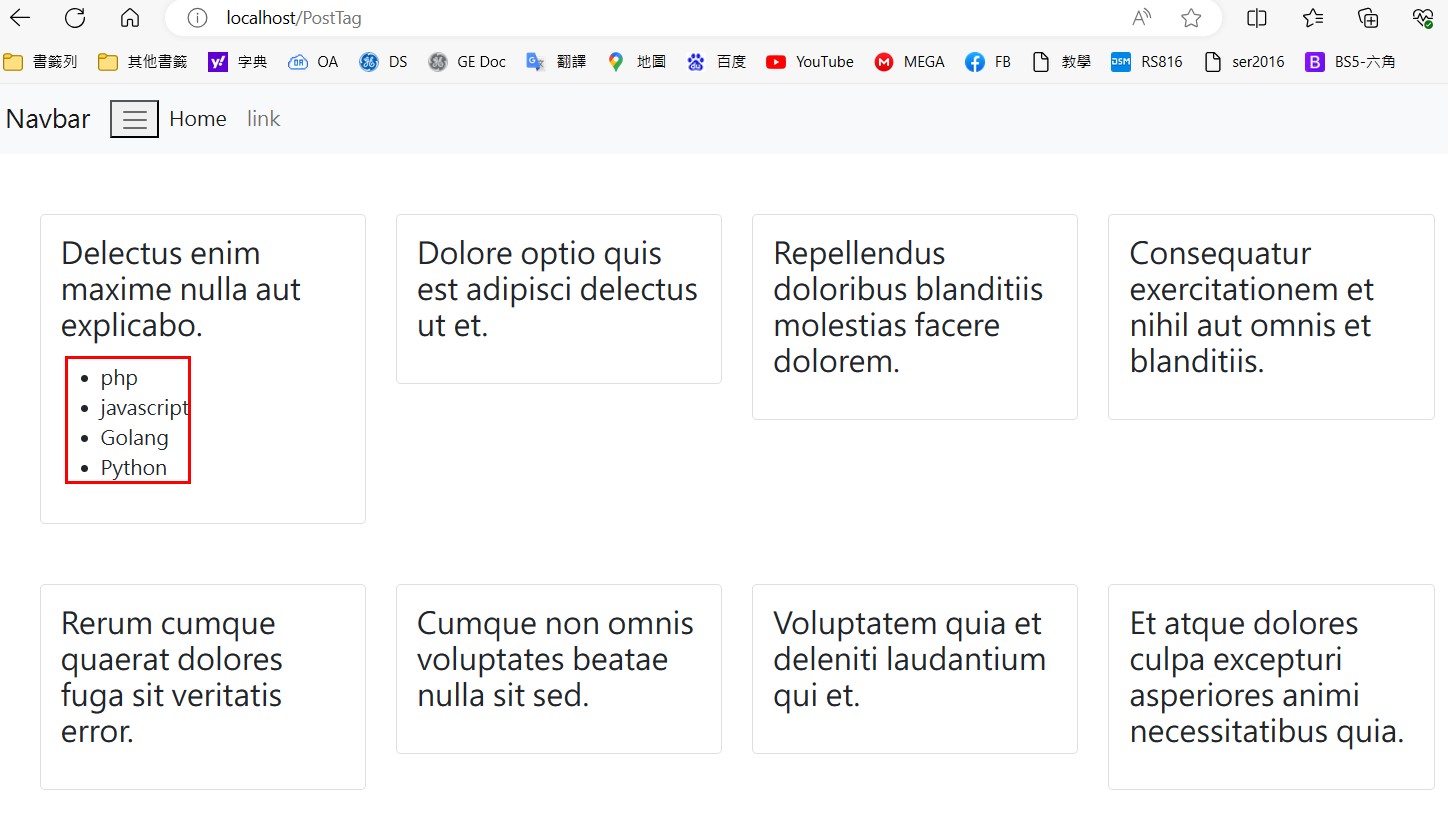 localhost/PostTag
書籤列 其他書籤 字典 OA DS GE Doc 翻譯 地圖 百度 YouTube MEGA FB 教學 RS816 ser2016 BS5-六角
Navbar Home link
Delectus enim
maxime nulla aut
explicabo.
php
javascript
Golang
Python
Dolore optio quis
est adipisci delectus
ut et.
Repellendus
doloribus blanditiis
molestias facere
dolorem.
Consequatur
exercitationem et
nihil aut omnis et
blanditiis.
Rerum cumque
quaerat dolores
fuga sit veritatis
error.
Cumque non omnis
voluptates beatae
nulla sit sed.
Voluptatem quia et
deleniti laudantium
qui et.
Et atque dolores
culpa excepturi
asperiores animi
necessitatibus quia.